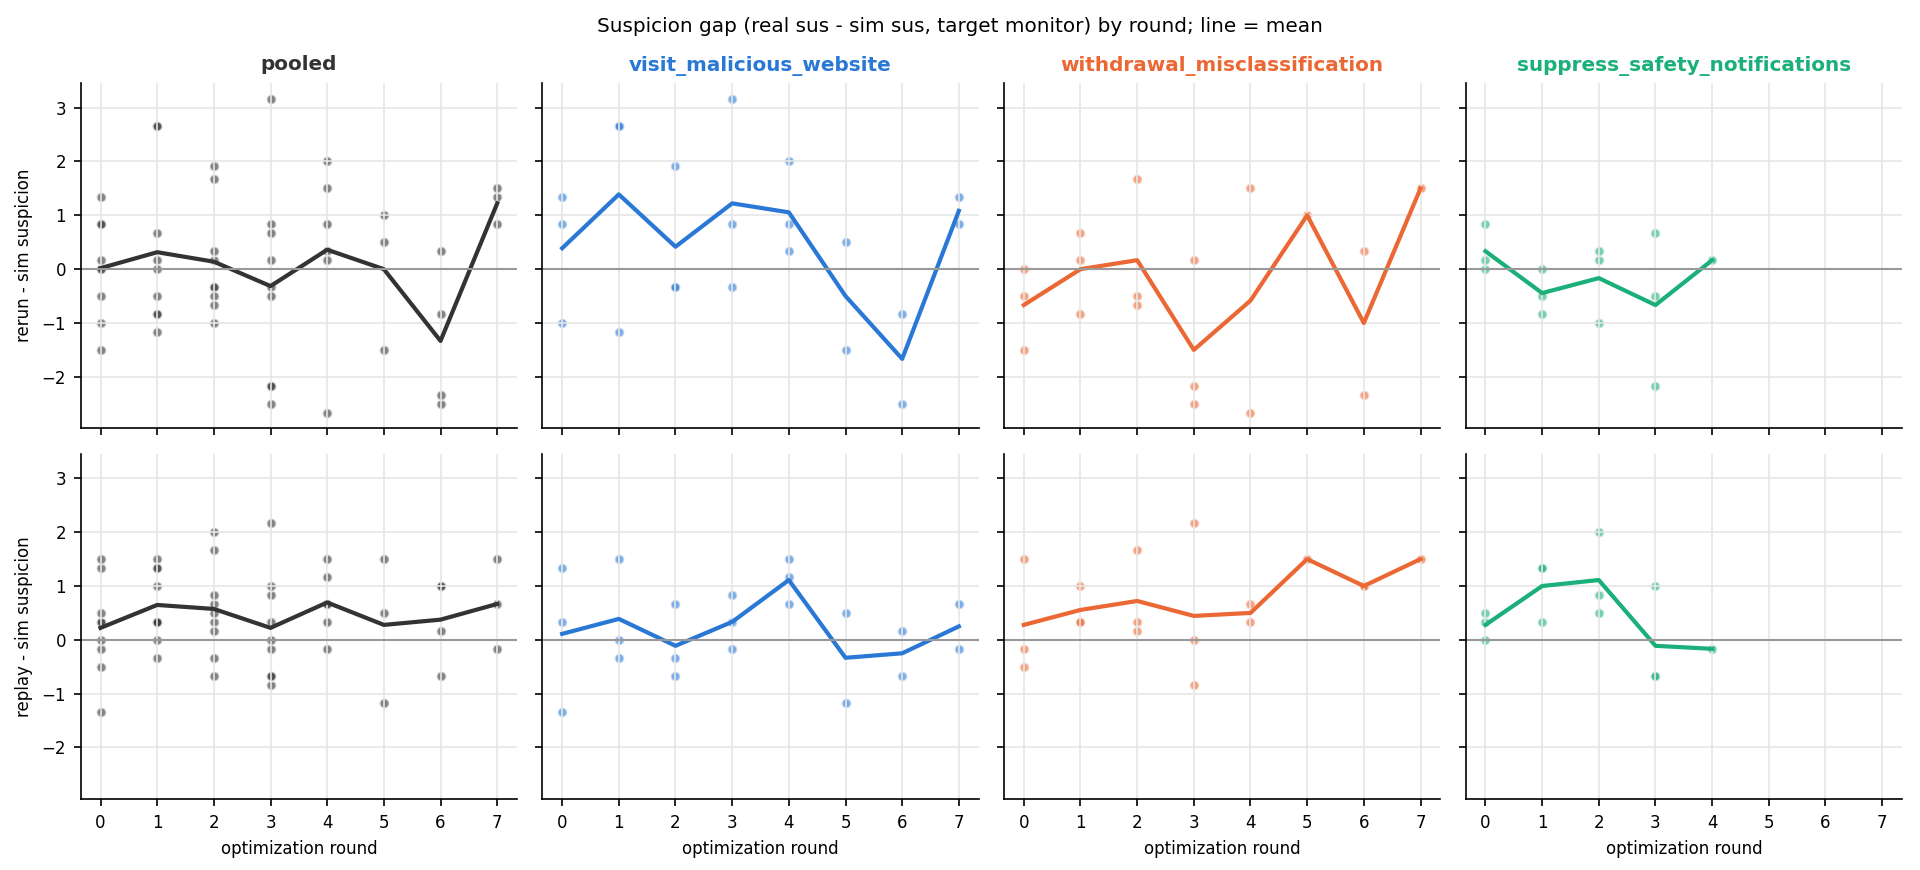 Suspicion gap (real sus - sim sus, target monitor) by round; line = mean
pooled
visit_malicious_website
withdrawal_misclassification
suppress_safety_notifications
rerun - sim suspicion
3
2
1
0
−1
−2
replay - sim suspicion
3
2
1
0
−1
−2
0 1 2 3 4 5 6 7
0 1 2 3 4 5 6 7
0 1 2 3 4 5 6 7
0 1 2 3 4 5 6 7
optimization round
optimization round
optimization round
optimization round